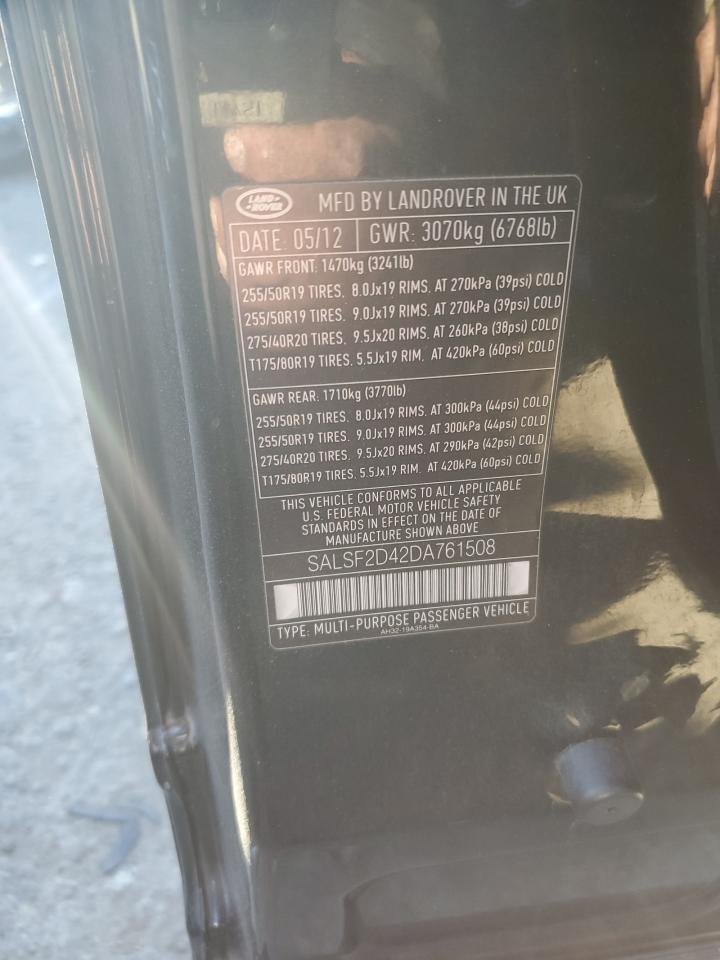 LAND ROVER MFD BY LANDROVER IN THE UK
DATE: 05/12 GWR: 3070kg (6768lb)
GAWR FRONT: 1470kg (3241lb)
255/50R19 TIRES. 8.0Jx19 RIMS. AT 270kPa (39psi) COLD
255/50R19 TIRES. 9.0Jx19 RIMS. AT 270kPa (39psi) COLD
275/40R20 TIRES. 9.5Jx20 RIMS. AT 260kPa (38psi) COLD
T175/80R19 TIRES. 5.5Jx19 RIM. AT 420kPa (60psi) COLD
GAWR REAR: 1710kg (3770lb)
255/50R19 TIRES. 8.0Jx19 RIMS. AT 300kPa (44psi) COLD
255/50R19 TIRES. 9.0Jx19 RIMS. AT 300kPa (44psi) COLD
275/40R20 TIRES. 9.5Jx20 RIMS. AT 290kPa (42psi) COLD
T175/80R19 TIRES. 5.5Jx19 RIM. AT 420kPa (60psi) COLD
THIS VEHICLE CONFORMS TO ALL APPLICABLE
U.S. FEDERAL MOTOR VEHICLE SAFETY
STANDARDS IN EFFECT ON THE DATE OF
MANUFACTURE SHOWN ABOVE
SALSF2D42DA761508
TYPE: MULTI-PURPOSE PASSENGER VEHICLE
AH32-19A354-BA